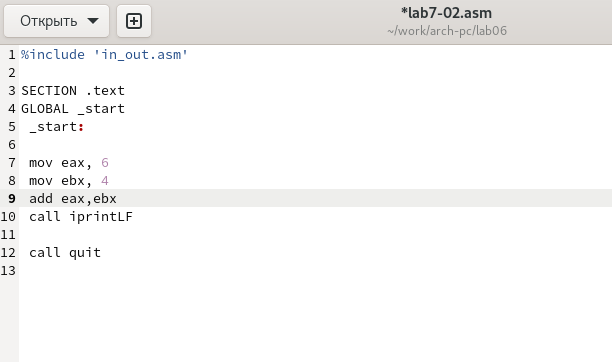 Открыть
*lab7-02.asm
~/work/arch-pc/lab06
1 %include 'in_out.asm'
2
3 SECTION .text
4 GLOBAL _start
5  _start:
6
7  mov eax, 6
8  mov ebx, 4
9  add eax,ebx
10  call iprintLF
11
12  call quit
13